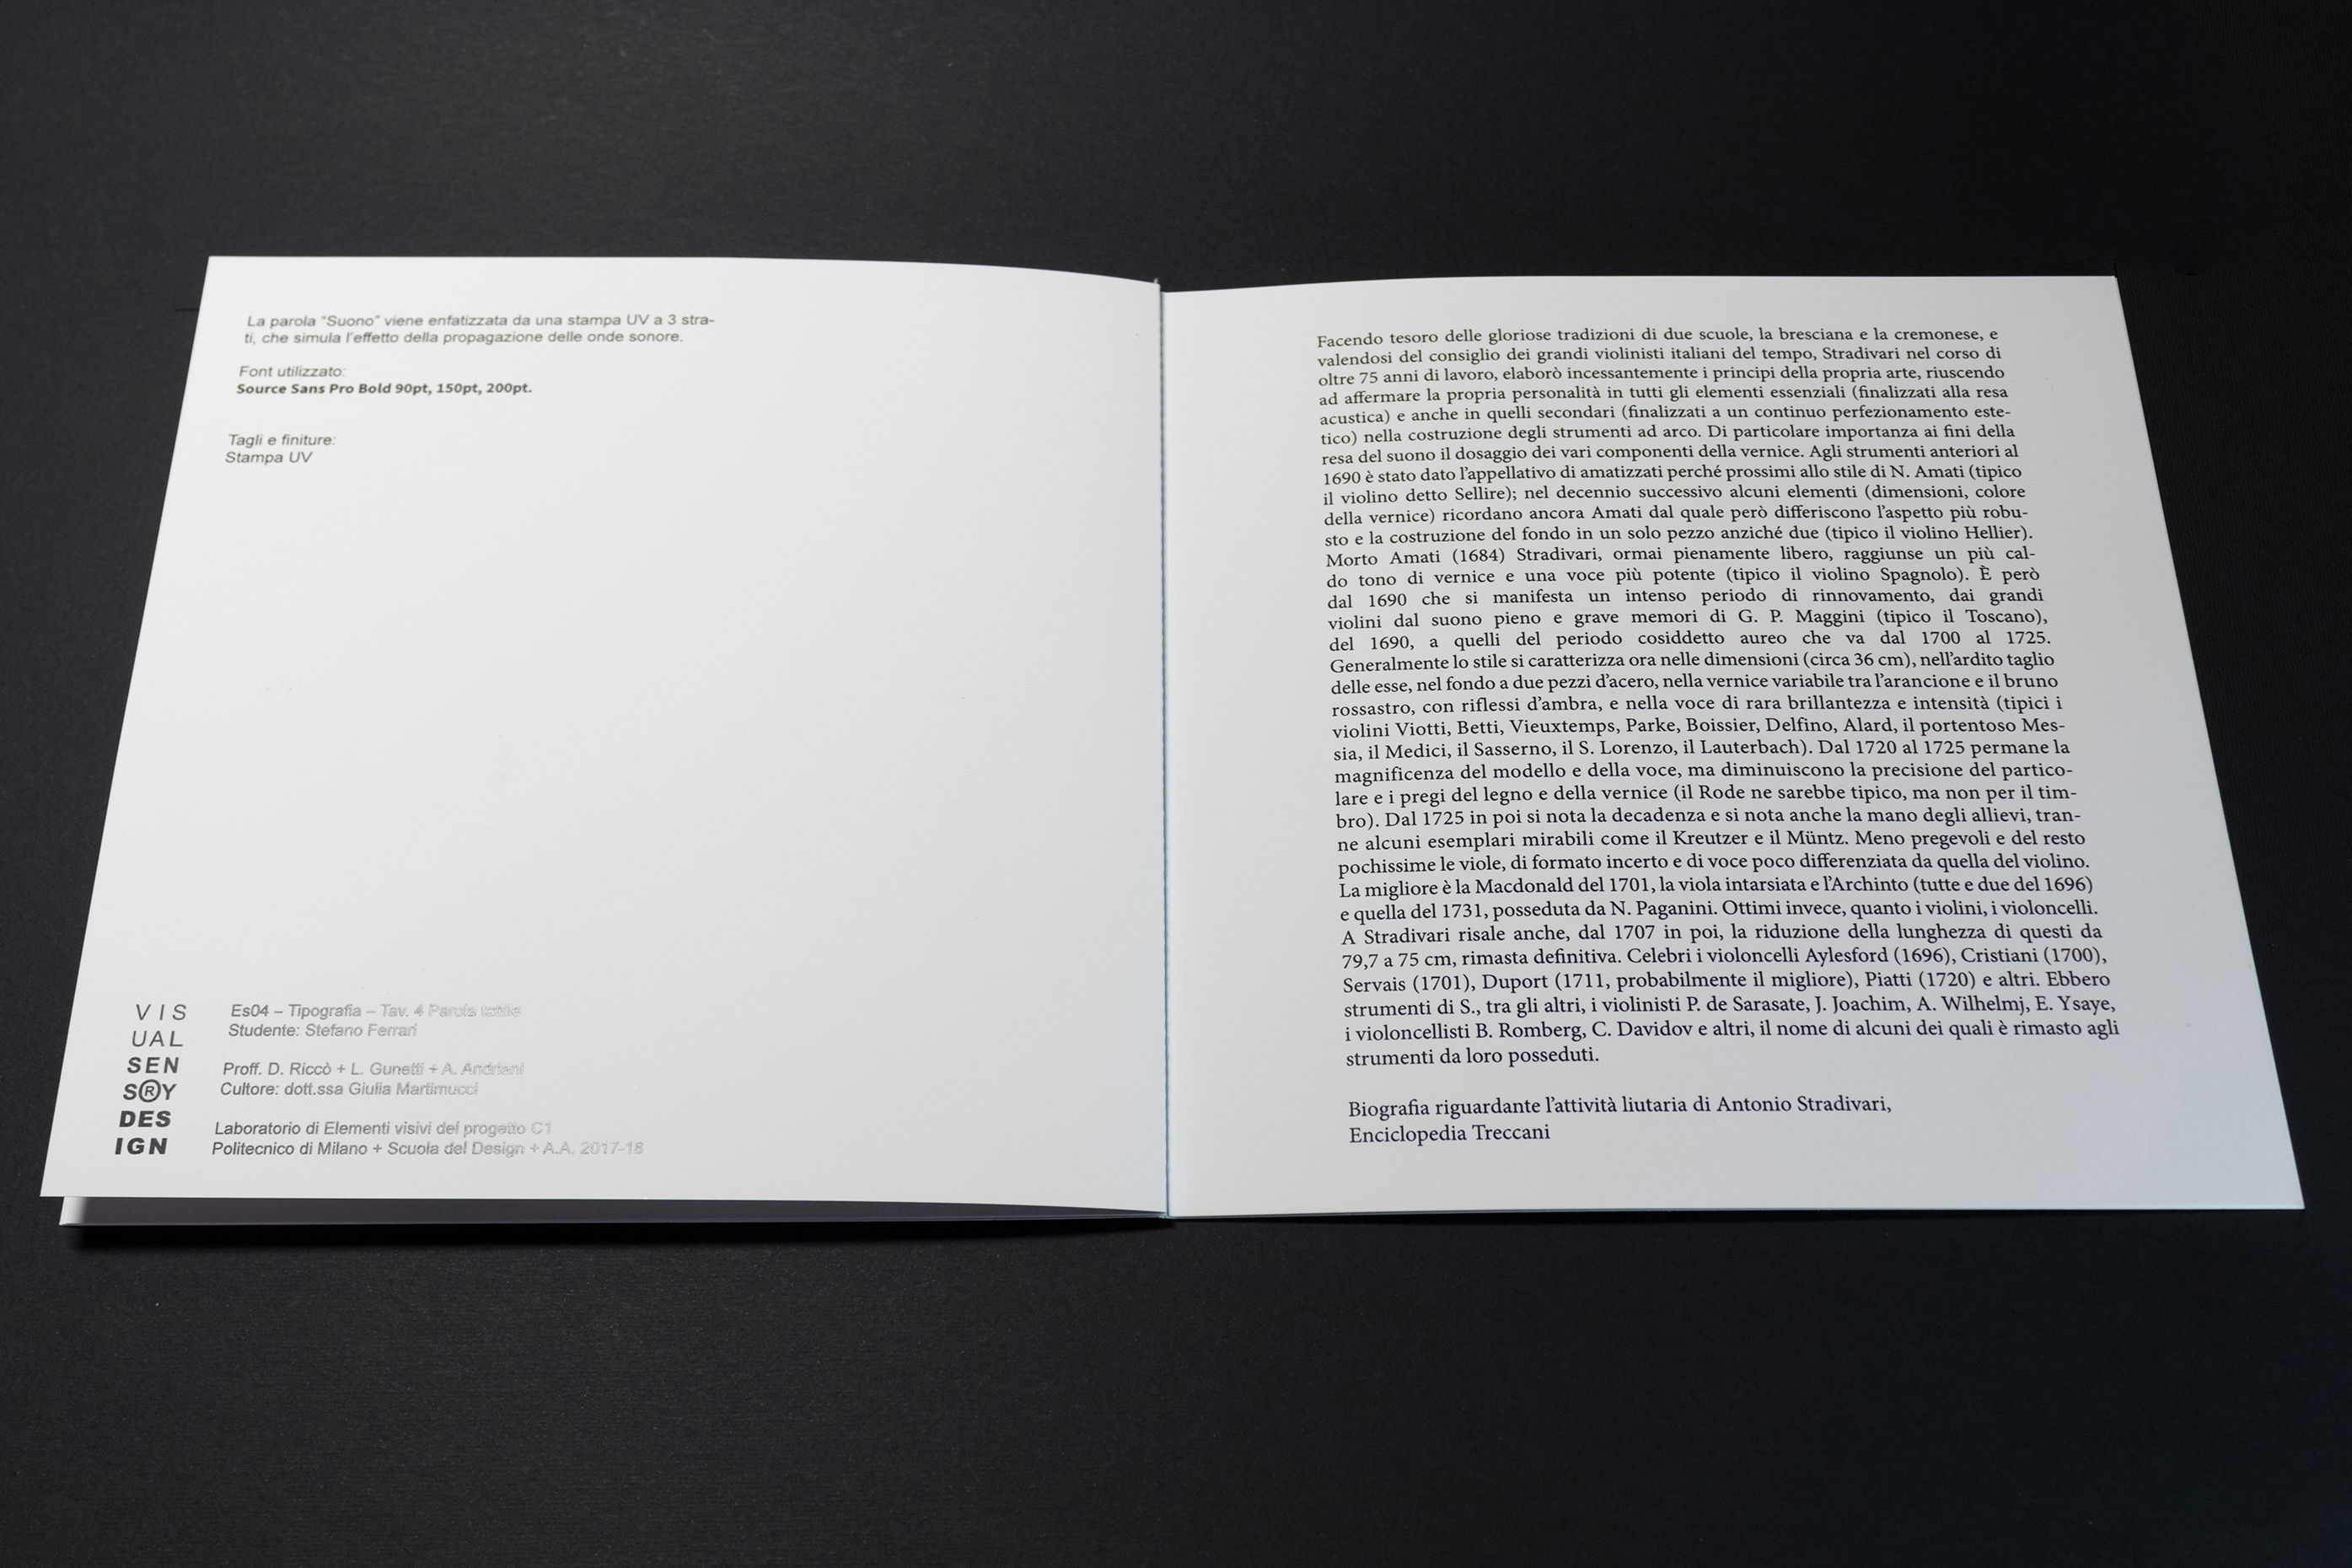 La parola "Suono" viene enfatizzata da una stampa UV a 3 stra-
ti, che simula l'effetto della propagazione delle onde sonore.
Font utilizzato:
Source Sans Pro Bold 90pt, 150pt, 200pt.
Tagli e finiture:
Stampa UV
VIS
UAL
SEN
S®Y
DES
IGN
Es04 – Tipografia – Tav. 4 Parola tattile
Studente: Stefano Ferrari
Proff. D. Riccò + L. Gunetti + A. Andriani
Cultore: dott.ssa Giulia Martimucci
Laboratorio di Elementi visivi del progetto C1
Politecnico di Milano + Scuola del Design + A.A. 2017-18
Facendo tesoro delle gloriose tradizioni di due scuole, la bresciana e la cremonese, e
valendosi del consiglio dei grandi violinisti italiani del tempo, Stradivari nel corso di
oltre 75 anni di lavoro, elaborò incessantemente i principi della propria arte, riuscendo
ad affermare la propria personalità in tutti gli elementi essenziali (finalizzati alla resa
acustica) e anche in quelli secondari (finalizzati a un continuo perfezionamento este-
tico) nella costruzione degli strumenti ad arco. Di particolare importanza ai fini della
resa del suono il dosaggio dei vari componenti della vernice. Agli strumenti anteriori al
1690 è stato dato l'appellativo di amatizzati perché prossimi allo stile di N. Amati (tipico
il violino detto Sellire); nel decennio successivo alcuni elementi (dimensioni, colore
della vernice) ricordano ancora Amati dal quale però differiscono l'aspetto più robu-
sto e la costruzione del fondo in un solo pezzo anziché due (tipico il violino Hellier).
Morto Amati (1684) Stradivari, ormai pienamente libero, raggiunse un più cal-
do tono di vernice e una voce più potente (tipico il violino Spagnolo). È però
dal 1690 che si manifesta un intenso periodo di rinnovamento, dai grandi
violini dal suono pieno e grave memori di G. P. Maggini (tipico il Toscano),
del 1690, a quelli del periodo cosiddetto aureo che va dal 1700 al 1725.
Generalmente lo stile si caratterizza ora nelle dimensioni (circa 36 cm), nell'ardito taglio
delle esse, nel fondo a due pezzi d'acero, nella vernice variabile tra l'arancione e il bruno
rossastro, con riflessi d'ambra, e nella voce di rara brillantezza e intensità (tipici i
violini Viotti, Betti, Vieuxtemps, Parke, Boissier, Delfino, Alard, il portentoso Mes-
sia, il Medici, il Sasserno, il S. Lorenzo, il Lauterbach). Dal 1720 al 1725 permane la
magnificenza del modello e della voce, ma diminuiscono la precisione del partico-
lare e i pregi del legno e della vernice (il Rode ne sarebbe tipico, ma non per il tim-
bro). Dal 1725 in poi si nota la decadenza e si nota anche la mano degli allievi, tran-
ne alcuni esemplari mirabili come il Kreutzer e il Müntz. Meno pregevoli e del resto
pochissime le viole, di formato incerto e di voce poco differenziata da quella del violino.
La migliore è la Macdonald del 1701, la viola intarsiata e l'Archinto (tutte e due del 1696)
e quella del 1731, posseduta da N. Paganini. Ottimi invece, quanto i violini, i violoncelli.
A Stradivari risale anche, dal 1707 in poi, la riduzione della lunghezza di questi da
79,7 a 75 cm, rimasta definitiva. Celebri i violoncelli Aylesford (1696), Cristiani (1700),
Servais (1701), Duport (1711, probabilmente il migliore), Piatti (1720) e altri. Ebbero
strumenti di S., tra gli altri, i violinisti P. de Sarasate, J. Joachim, A. Wilhelmj, E. Ysaye,
i violoncellisti B. Romberg, C. Davidov e altri, il nome di alcuni dei quali è rimasto agli
strumenti da loro posseduti.
Biografia riguardante l'attività liutaria di Antonio Stradivari,
Enciclopedia Treccani